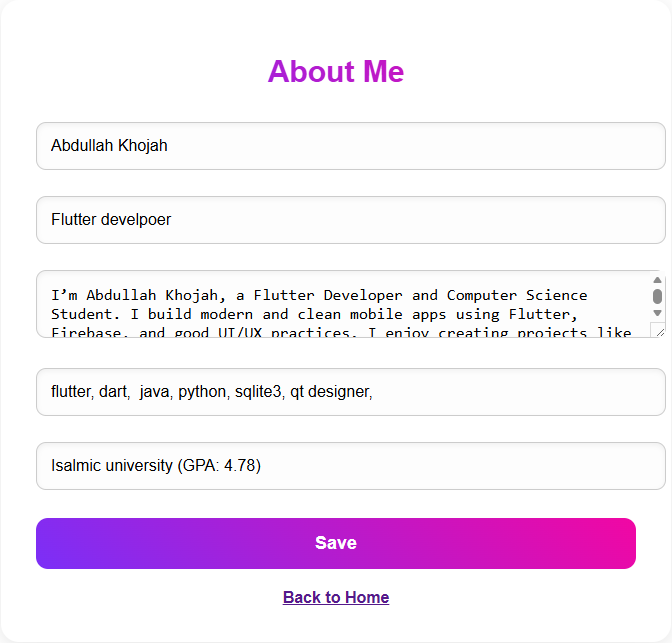 About Me
Abdullah Khojah
Flutter develpoer
I’m Abdullah Khojah, a Flutter Developer and Computer Science
Student. I build modern and clean mobile apps using Flutter,
Firebase, and good UI/UX practices. I enjoy creating projects like
flutter, dart,  java, python, sqlite3, qt designer,
Isalmic university (GPA: 4.78)
Save
Back to Home